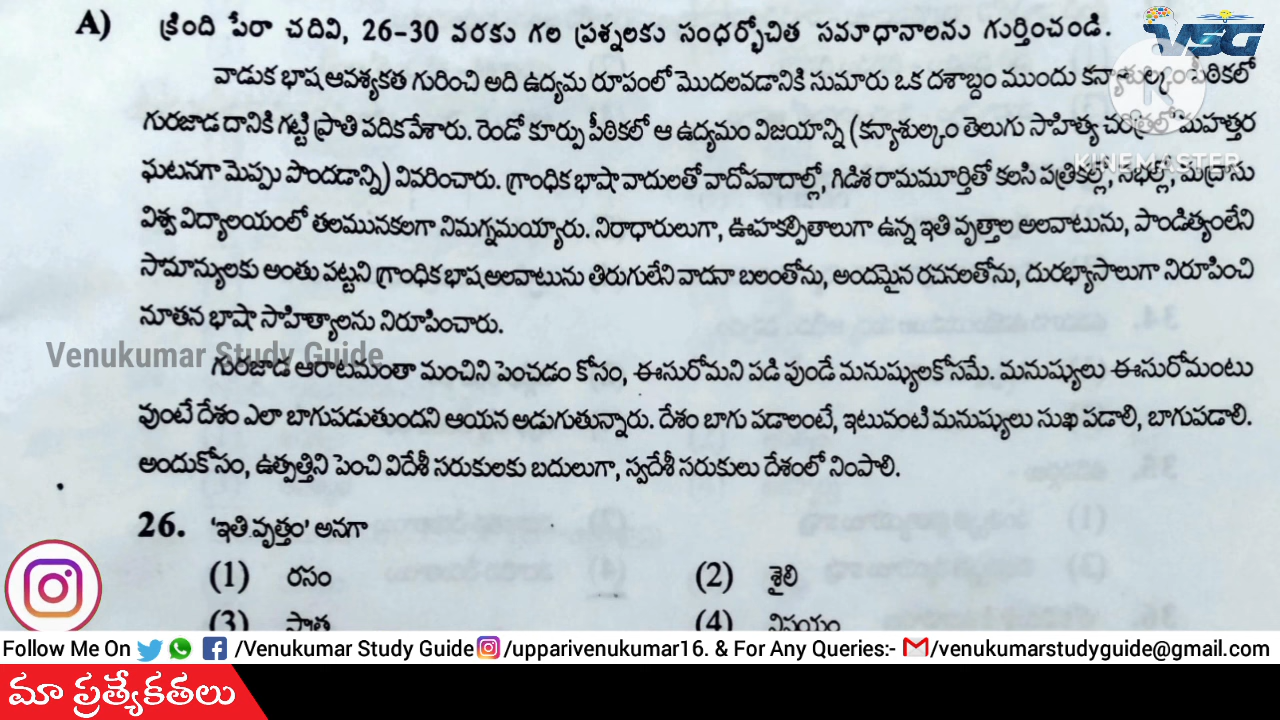 VSG
A) క్రింది పేరా చదివి, 26-30 వరకు గల ప్రశ్నలకు సందర్భోచిత సమాధానాలను గుర్తించండి.
వాడుక భాష ఆవశ్యకత గురించి అది ఉద్యమ రూపంలో మొదలవడానికి సుమారు ఒక దశాబ్దం ముందు కన్యాశుల్కం పీఠికలో
గురజాడ దానికి గట్టి ప్రాతి పదిక వేశారు. రెండో కూర్పు పీఠికలో ఆ ఉద్యమం విజయాన్ని (కన్యాశుల్కం తెలుగు సాహిత్య చరిత్రలో మహత్తర
KINEMASTER
ఘటనగా మెప్పు పొందడాన్ని) వివరించారు. గ్రాంధిక భాషా వాదులతో వాదోపవాదాల్లో, గిడిశ రామమూర్తితో కలసి పత్రికల్లో, సభల్లో, మద్రాసు
విశ్వ విద్యాలయంలో తలమునకలగా నిమగ్నమయ్యారు. నిరాధారులుగా, ఊహకల్పితాలుగా ఉన్న ఇతి వృత్తాల అలవాటును, పాండిత్యంలేని
సామాన్యులకు అంతు పట్టని గ్రాంధిక భాష అలవాటును తిరుగులేని వాదనా బలంతోను, అందమైన రచనలతోను, దురభ్యాసాలుగా నిరూపించి
నూతన భాషా సాహిత్యాలను నిరూపించారు.
Venukumar Study Guide
గురజాడ ఆరాటమంతా మంచిని పెంచడం కోసం, ఈసురోమని పడి పుండే మనుష్యులకోసమే. మనుష్యులు ఈసురోమంటు
వుంటే దేశం ఎలా బాగుపడుతుందని ఆయన అడుగుతున్నారు. దేశం బాగు పడాలంటే, ఇటువంటి మనుష్యులు సుఖ పడాలి, బాగుపడాలి.
అందుకోసం, ఉత్పత్తిని పెంచి విదేశీ సరుకులకు బదులుగా, స్వదేశీ సరుకులు దేశంలో నింపాలి.
26. 'ఇతి వృత్తం' అనగా
(1) రసం (2) శైలి
(3) పాత్ర (4) విషయం
Follow Me On /Venukumar Study Guide /upparivenukumar16. & For Any Queries:- /venukumarstudyguide@gmail.com
మా ప్రత్యేకతలు